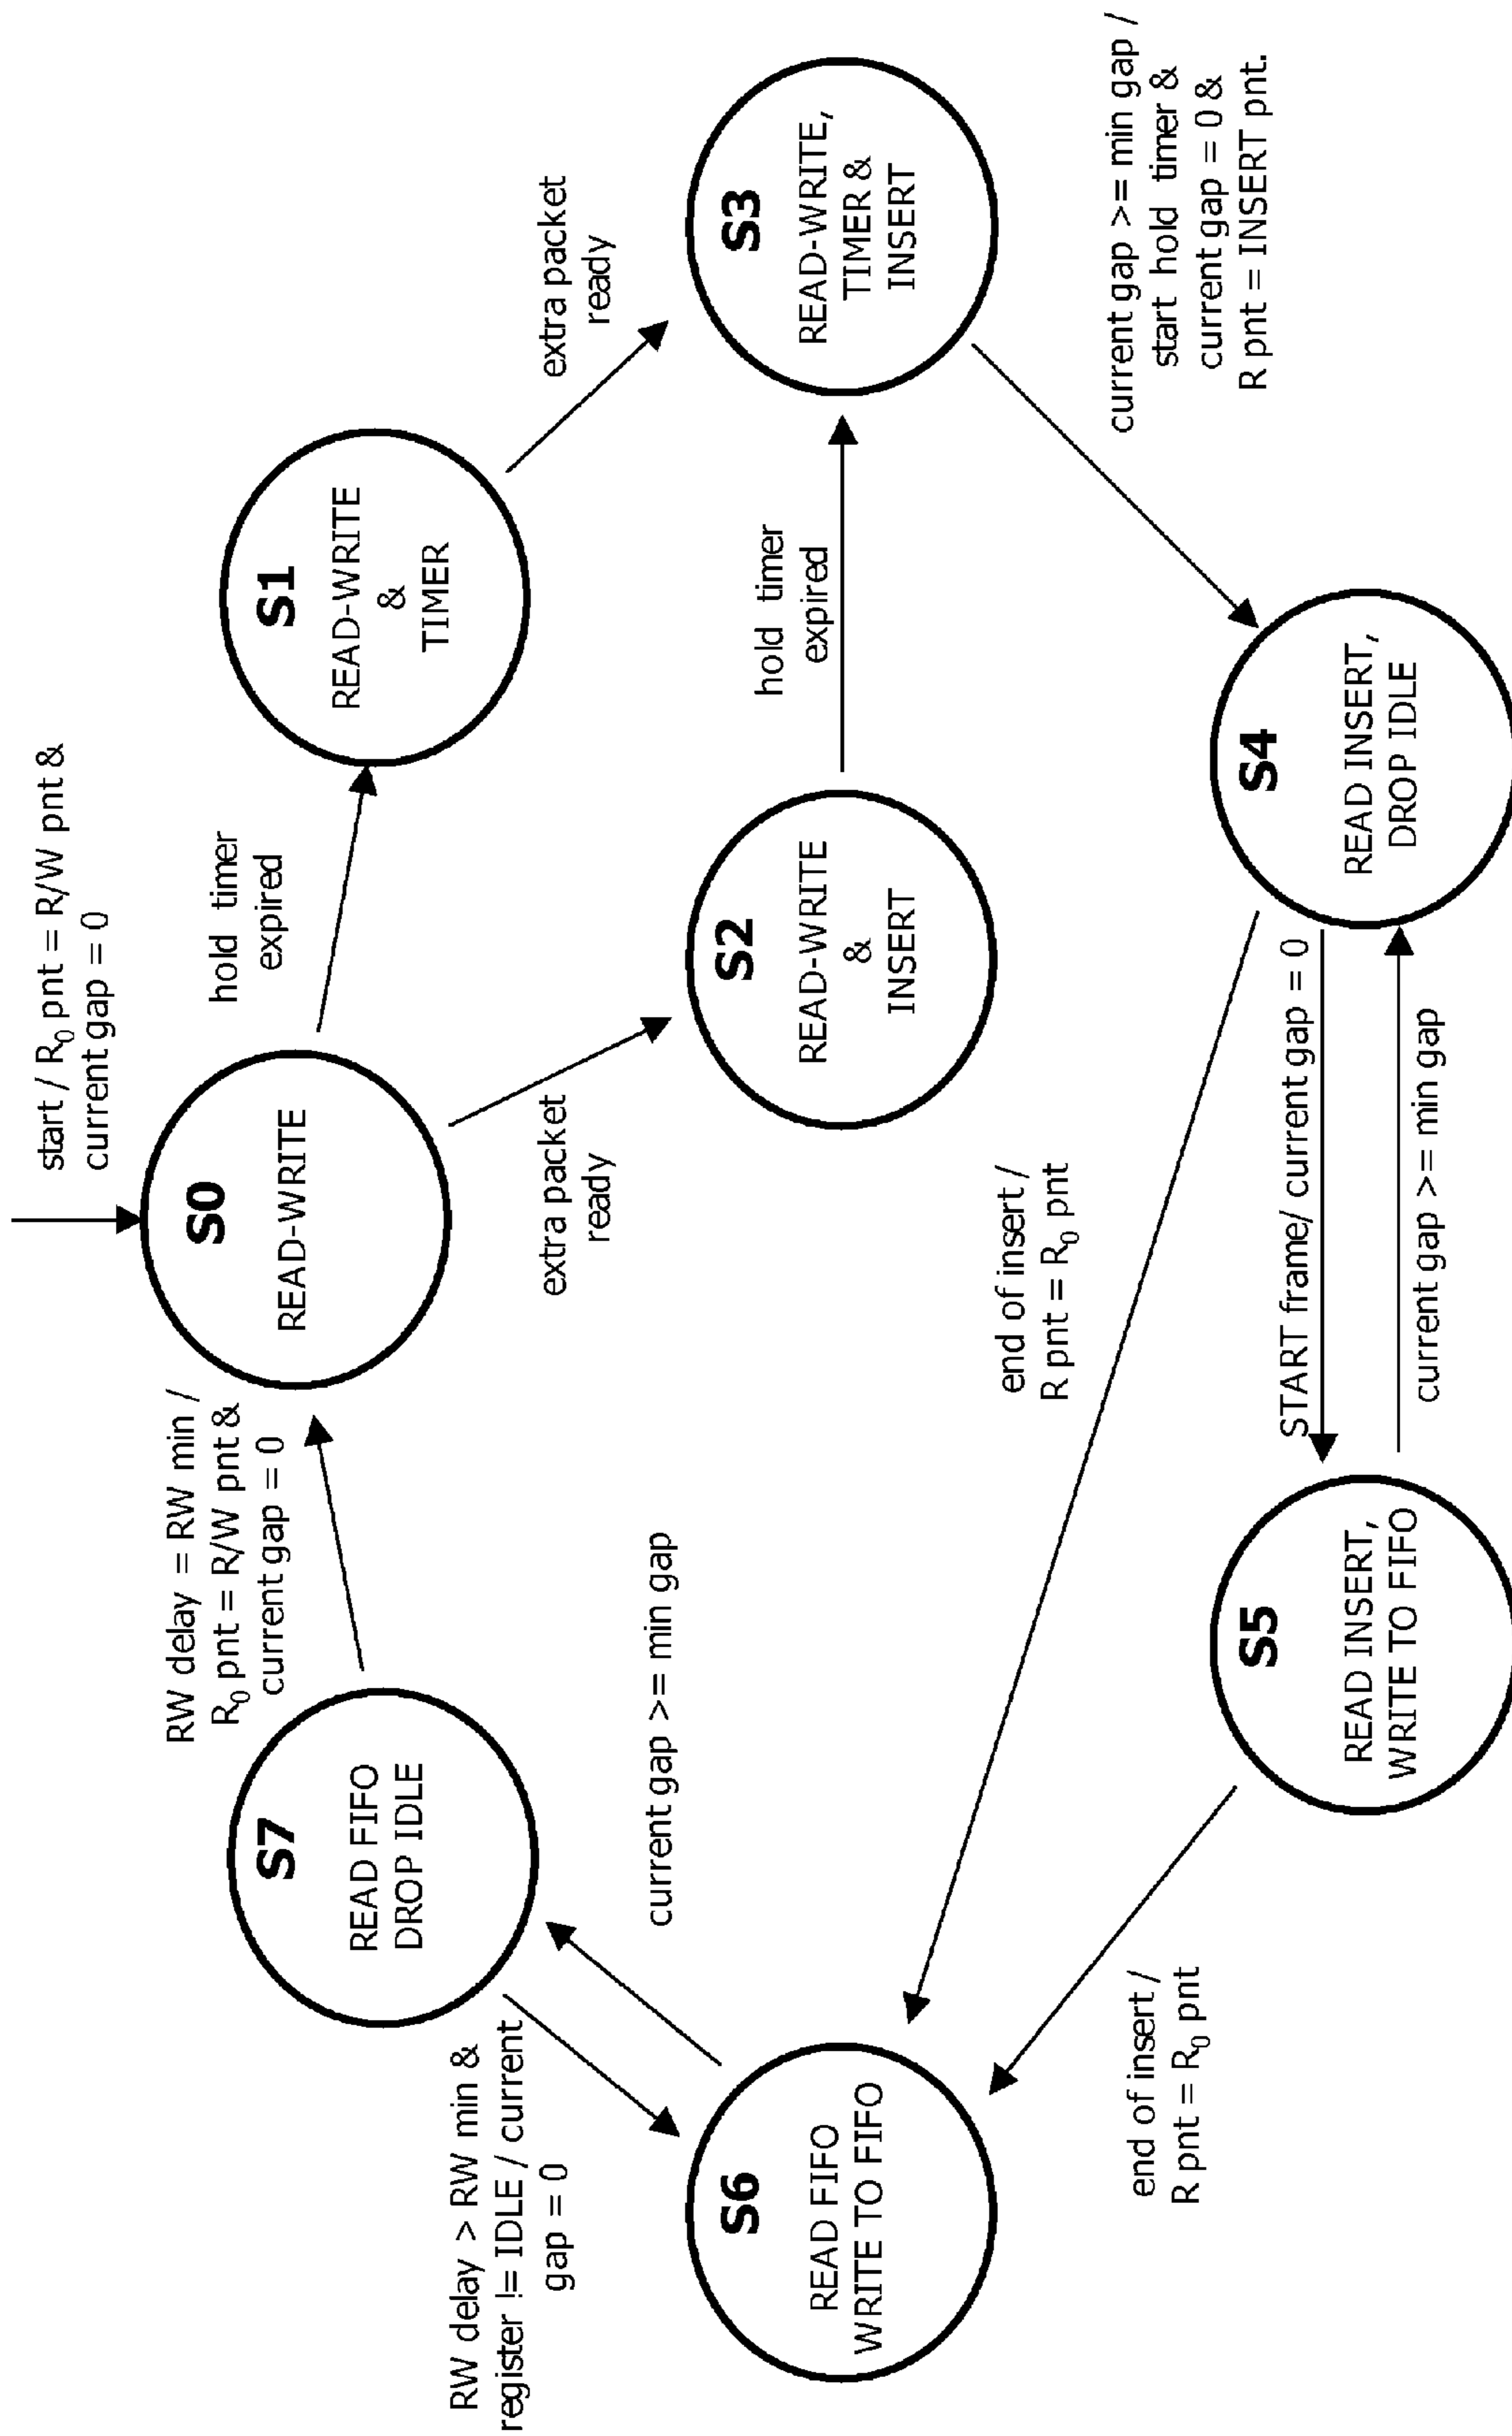 start / R₀ pnt = R/W pnt &
current gap = 0
S0
READ-WRITE
hold timer
expired
S1
READ-WRITE
&
TIMER
extra packet
ready
extra packet
ready
S2
READ-WRITE
&
INSERT
hold timer
expired
S3
READ-WRITE,
TIMER &
INSERT
current gap >= min gap /
start hold timer &
current gap = 0 &
R pnt = INSERT pnt.
S4
READ INSERT,
DROP IDLE
START frame/ current gap = 0
current gap >= min gap
end of insert /
R pnt = R₀ pnt
S5
READ INSERT,
WRITE TO FIFO
end of insert /
R pnt = R₀ pnt
S6
READ FIFO
WRITE TO FIFO
current gap >= min gap
RW delay > RW min &
register != IDLE / current
gap = 0
S7
READ FIFO
DROP IDLE
RW delay = RW min /
R₀ pnt = R/W pnt &
current gap = 0